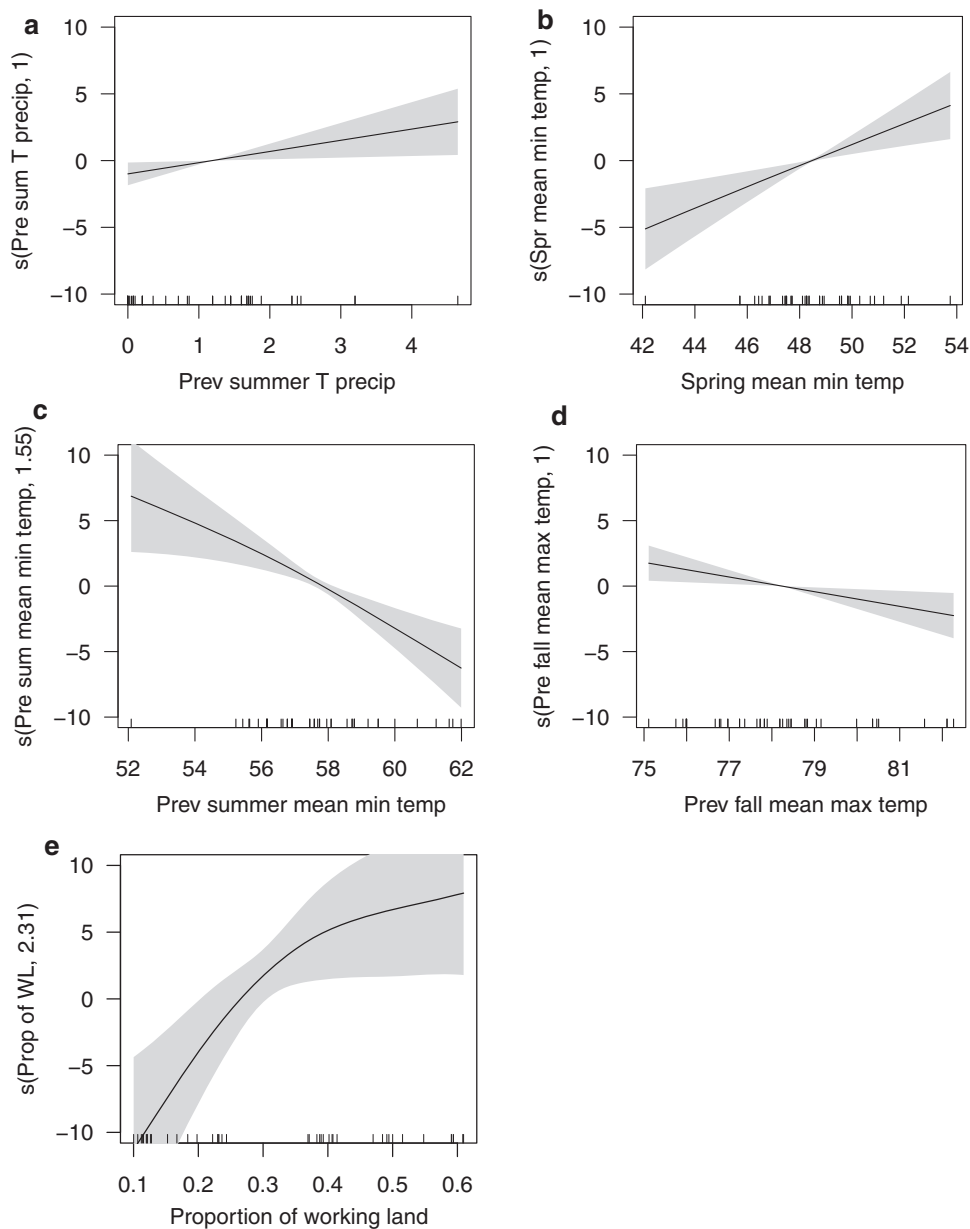 a
s(Pre sum T precip, 1)
10
5
0
−5
−10
0 1 2 3 4
Prev summer T precip
b
s(Spr mean min temp, 1)
10
5
0
−5
−10
42 44 46 48 50 52 54
Spring mean min temp
c
s(Pre sum mean min temp, 1.55)
10
5
0
−5
−10
52 54 56 58 60 62
Prev summer mean min temp
d
s(Pre fall mean max temp, 1)
10
5
0
−5
−10
75 77 79 81
Prev fall mean max temp
e
s(Prop of WL, 2.31)
10
5
0
−5
−10
0.1 0.2 0.3 0.4 0.5 0.6
Proportion of working land